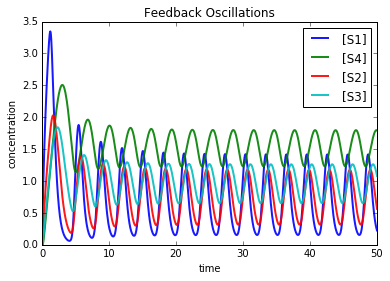 Feedback Oscillations
3.5
3.0
2.5
2.0
1.5
1.0
0.5
0.0
concentration
[S1]
[S4]
[S2]
[S3]
0 10 20 30 40 50
time